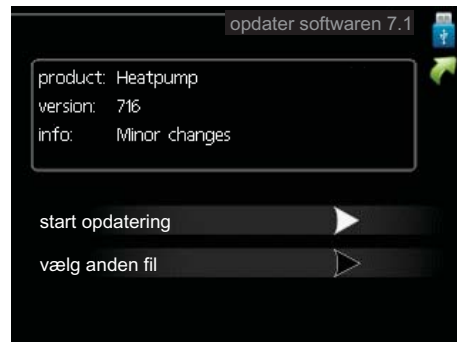 opdater softwaren 7.1
product: Heatpump
version: 716
info: Minor changes
start opdatering
vælg anden fil